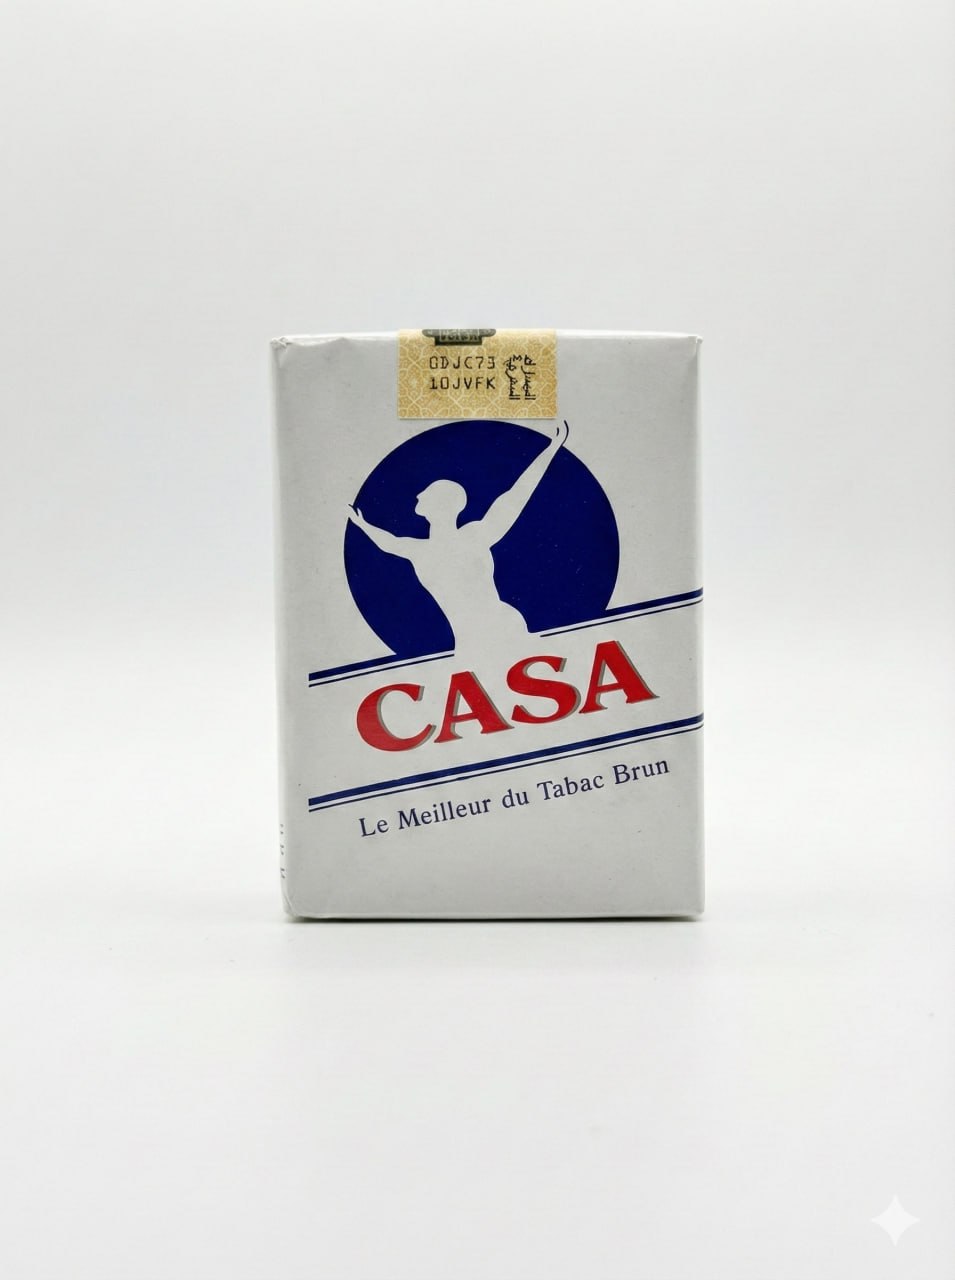 GDJC73
10JVFK
CASA
Le Meilleur du Tabac Brun